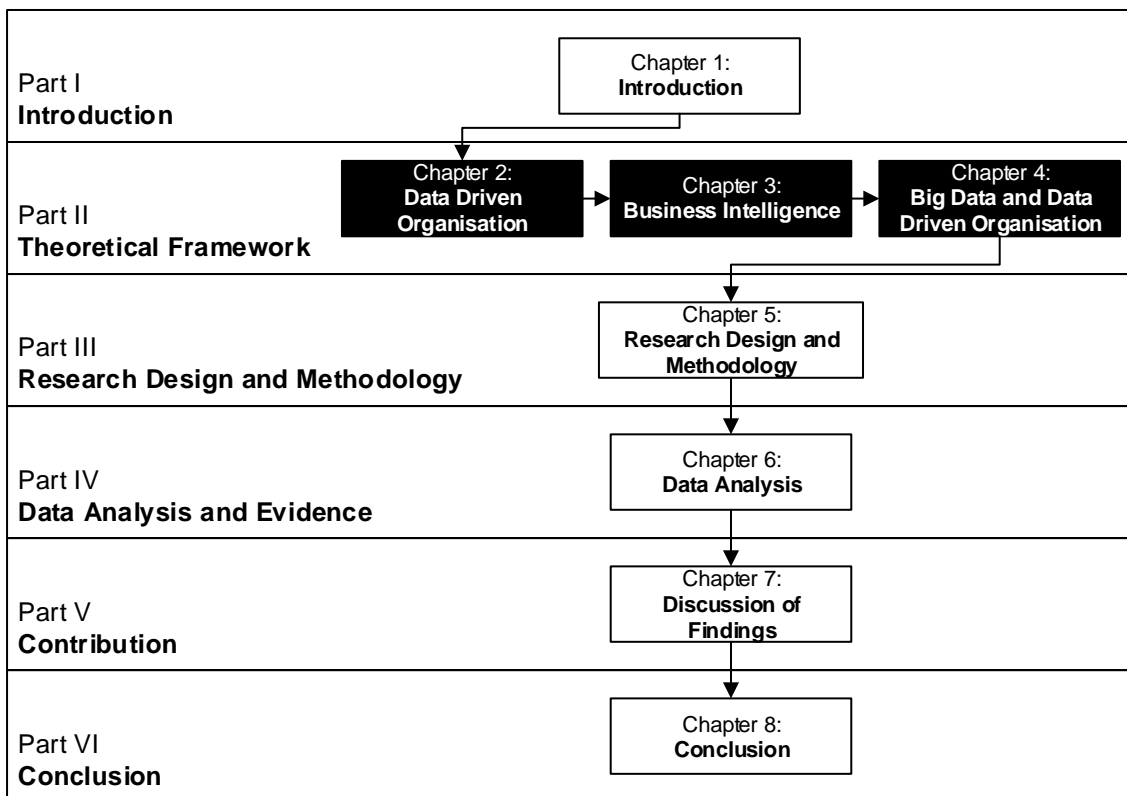 Part I
Introduction
Chapter 1:
Introduction
Part II
Theoretical Framework
Chapter 2:
Data Driven
Organisation
Chapter 3:
Business Intelligence
Chapter 4:
Big Data and Data
Driven Organisation
Part III
Research Design and Methodology
Chapter 5:
Research Design and
Methodology
Part IV
Data Analysis and Evidence
Chapter 6:
Data Analysis
Part V
Contribution
Chapter 7:
Discussion of
Findings
Part VI
Conclusion
Chapter 8:
Conclusion